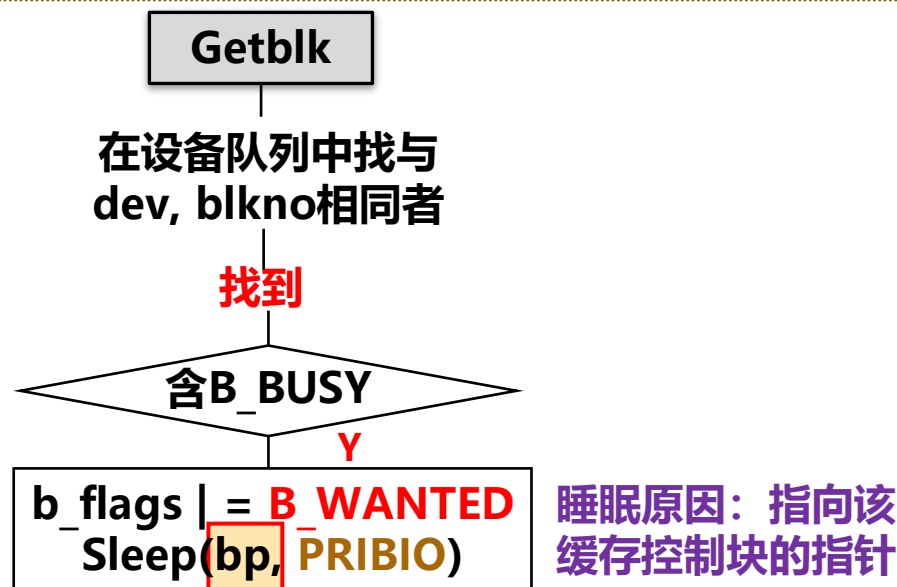 Getblk
在设备队列中找与
dev, blkno相同者
找到
含B_BUSY
Y
b_flags | = B_WANTED
Sleep(bp, PRIBIO)
睡眠原因：指向该
缓存控制块的指针